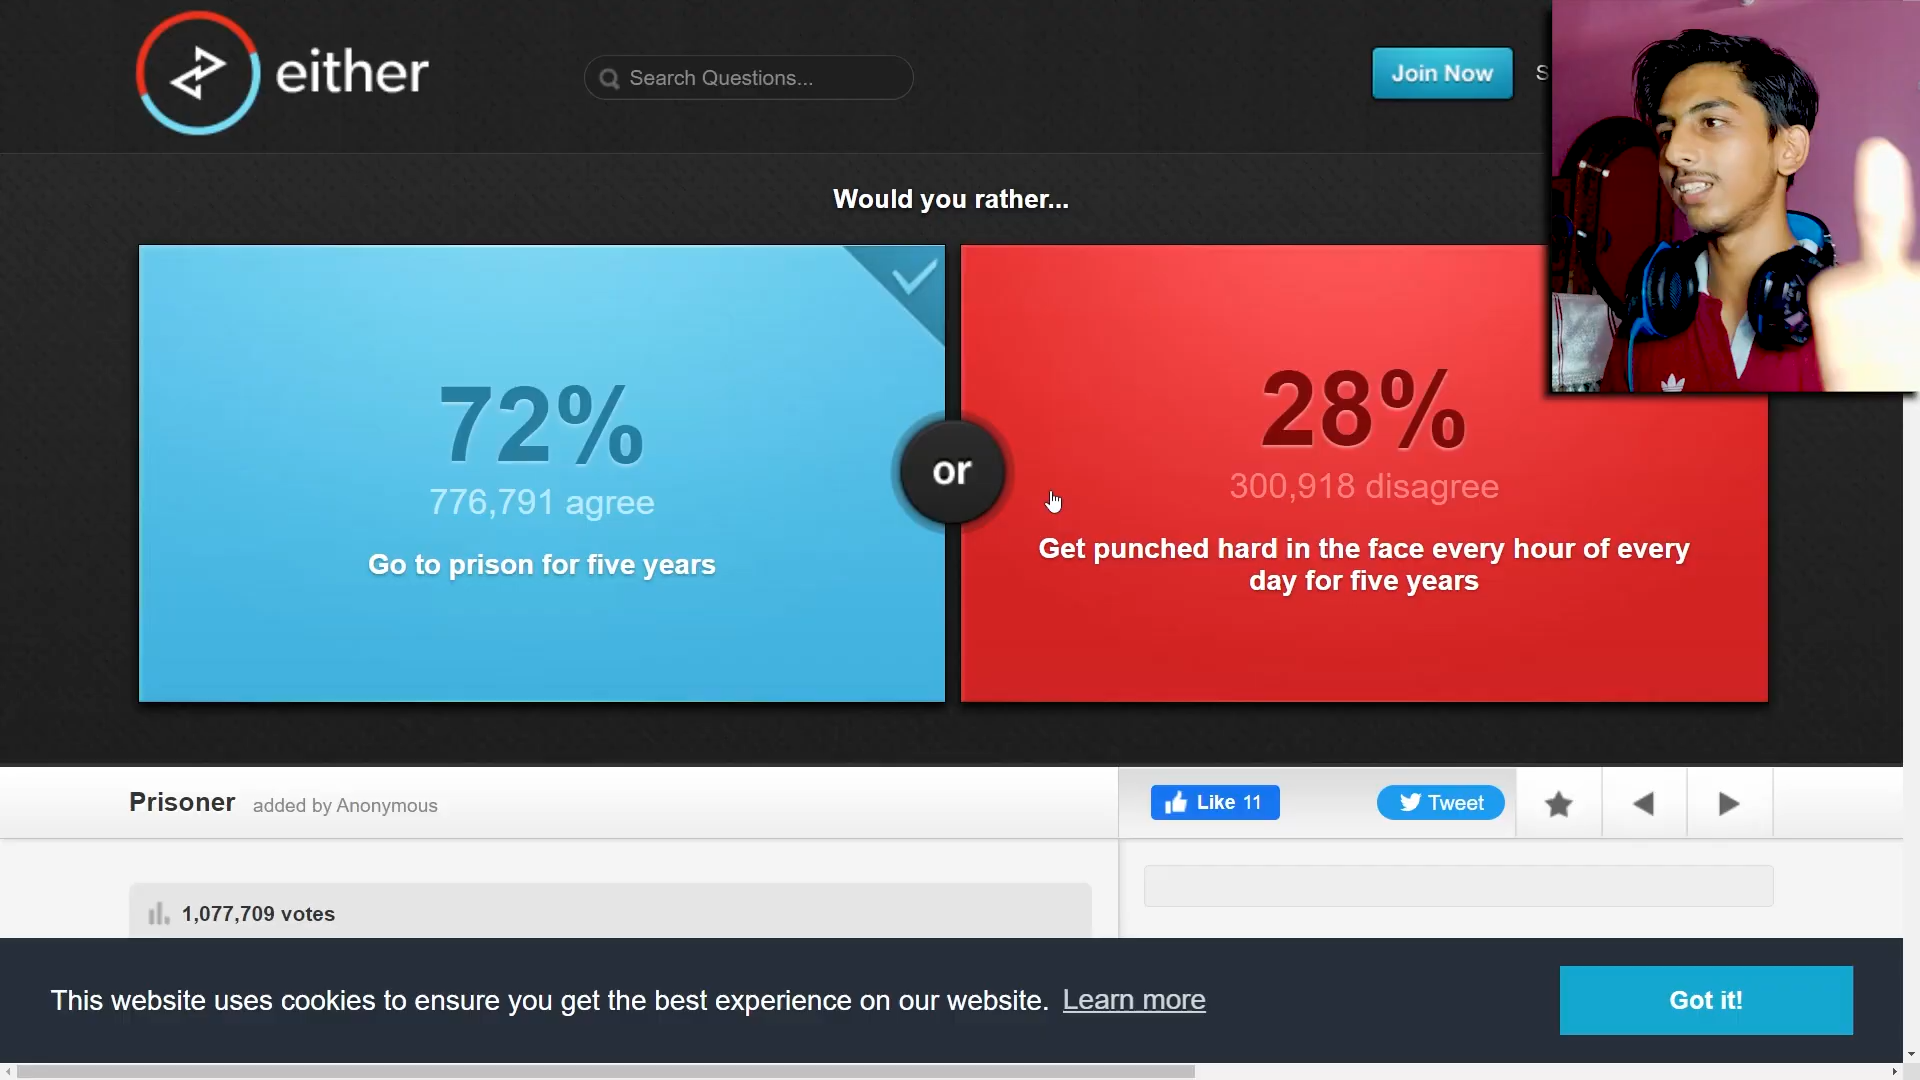 either
Search Questions...
Join Now
S
Would you rather...
72%
776,791 agree
Go to prison for five years
or
28%
300,918 disagree
Get punched hard in the face every hour of every
day for five years
Prisoner added by Anonymous
Like 11
Tweet
1,077,709 votes
This website uses cookies to ensure you get the best experience on our website. Learn more
Got it!